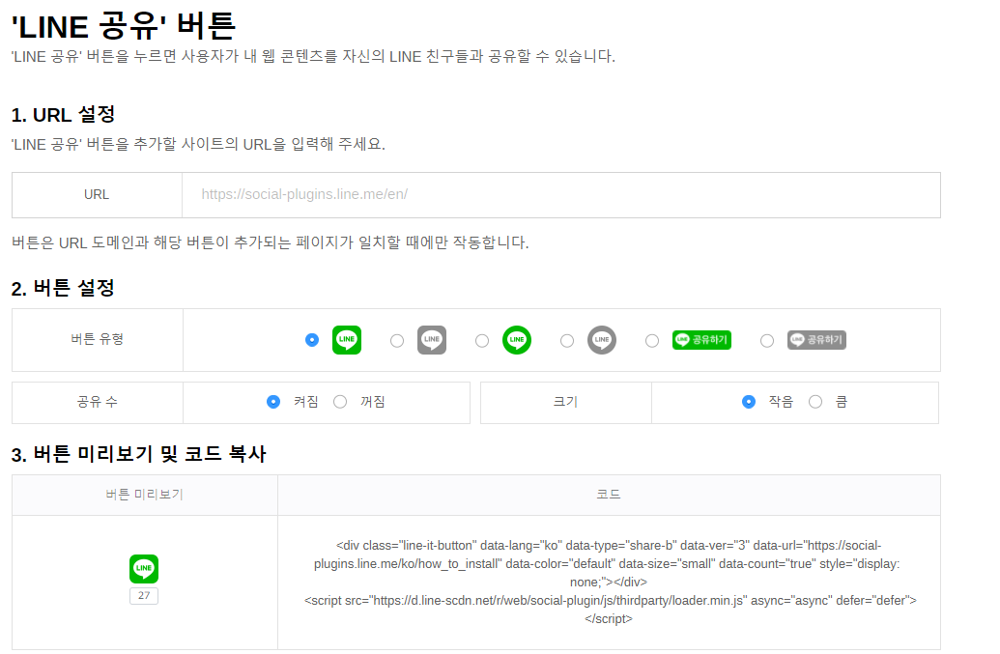 'LINE 공유' 버튼
'LINE 공유' 버튼을 누르면 사용자가 내 웹 콘텐츠를 자신의 LINE 친구들과 공유할 수 있습니다.
1. URL 설정
'LINE 공유' 버튼을 추가할 사이트의 URL을 입력해 주세요.
URL https://social-plugins.line.me/en/
버튼은 URL 도메인과 해당 버튼이 추가되는 페이지가 일치할 때에만 작동합니다.
2. 버튼 설정
버튼 유형 LINE LINE LINE LINE LINE 공유하기 LINE 공유하기
공유 수 켜짐 꺼짐 크기 작음 큼
3. 버튼 미리보기 및 코드 복사
버튼 미리보기 코드
LINE
27
<div class="line-it-button" data-lang="ko" data-type="share-b" data-ver="3" data-url="https://social-
plugins.line.me/ko/how_to_install" data-color="default" data-size="small" data-count="true" style="display:
none;"></div>
<script src="https://d.line-scdn.net/r/web/social-plugin/js/thirdparty/loader.min.js" async="async" defer="defer">
</script>